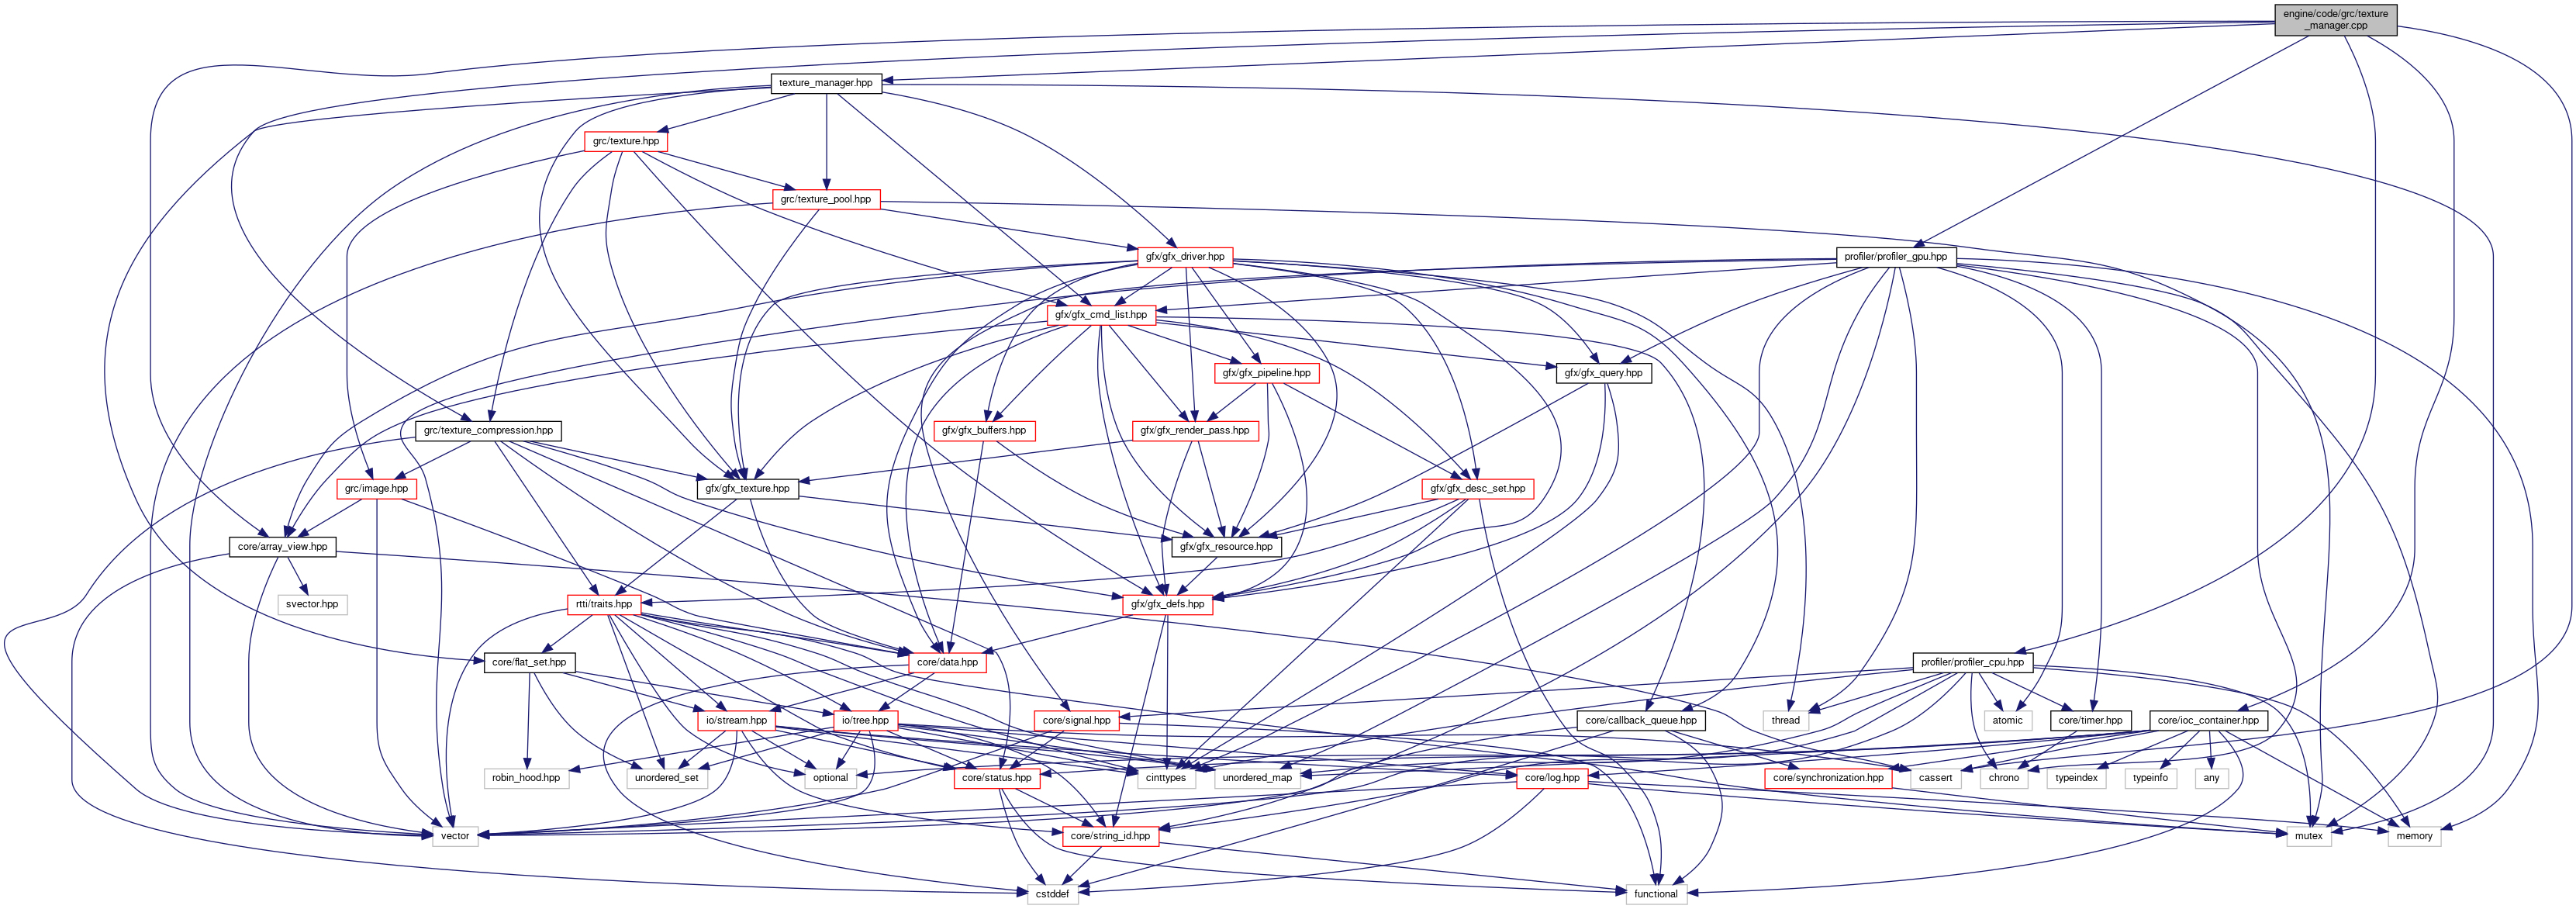 engine/code/grc/texture
_manager.cpp
texture_manager.hpp
grc/texture.hpp
grc/texture_pool.hpp
gfx/gfx_driver.hpp
profiler/profiler_gpu.hpp
gfx/gfx_cmd_list.hpp
gfx/gfx_pipeline.hpp
gfx/gfx_query.hpp
grc/texture_compression.hpp
gfx/gfx_buffers.hpp
gfx/gfx_render_pass.hpp
grc/image.hpp
gfx/gfx_texture.hpp
gfx/gfx_desc_set.hpp
core/array_view.hpp
gfx/gfx_resource.hpp
svector.hpp
rtti/traits.hpp
gfx/gfx_defs.hpp
core/flat_set.hpp
core/data.hpp
profiler/profiler_cpu.hpp
io/stream.hpp
io/tree.hpp
core/signal.hpp
core/callback_queue.hpp
thread
atomic
core/timer.hpp
core/ioc_container.hpp
robin_hood.hpp
unordered_set
optional
core/status.hpp
cinttypes
unordered_map
core/log.hpp
core/synchronization.hpp
cassert
chrono
typeindex
typeinfo
any
vector
core/string_id.hpp
mutex
memory
cstddef
functional